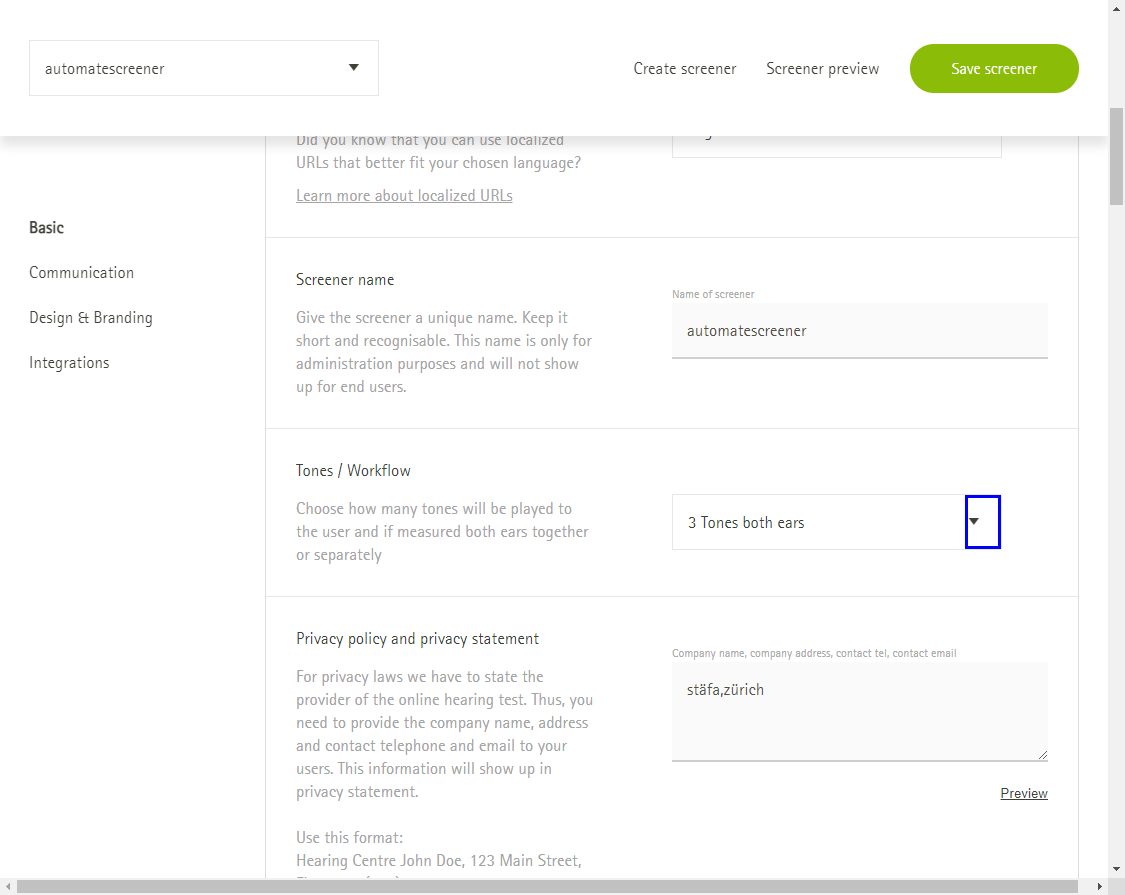 automatescreener
Create screener
Screener preview
Save screener
Did you know that you can use localized
URLs that better fit your chosen language?
Learn more about localized URLs
Basic
Communication
Design & Branding
Integrations
Screener name
Give the screener a unique name. Keep it
short and recognisable. This name is only for
administration purposes and will not show
up for end users.
Name of screener
automatescreener
Tones / Workflow
Choose how many tones will be played to
the user and if measured both ears together
or separately
3 Tones both ears
Privacy policy and privacy statement
For privacy laws we have to state the
provider of the online hearing test. Thus, you
need to provide the company name, address
and contact telephone and email to your
users. This information will show up in
privacy statement.
Use this format:
Hearing Centre John Doe, 123 Main Street,
Company name, company address, contact tel, contact email
stäfa,zürich
Preview